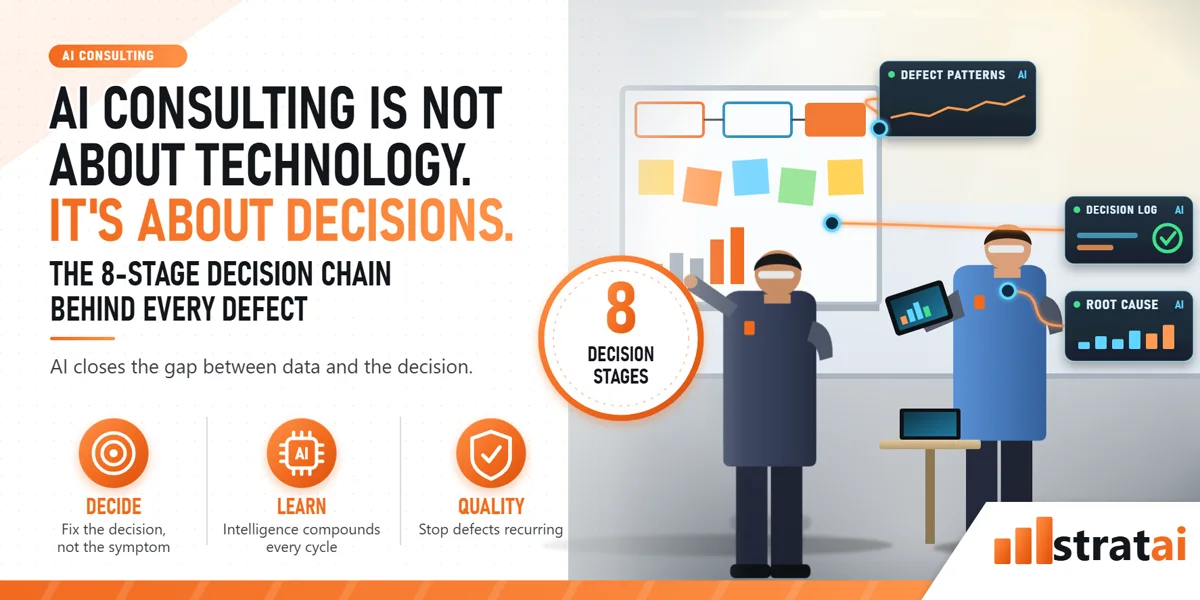 AI CONSULTING
AI CONSULTING IS NOT
ABOUT TECHNOLOGY.
IT'S ABOUT DECISIONS.
THE 8-STAGE DECISION CHAIN
BEHIND EVERY DEFECT
AI closes the gap between data and the decision.
DECIDE
Fix the decision,
not the symptom
AI
LEARN
Intelligence compounds
every cycle
QUALITY
Stop defects recurring
8
DECISION
STAGES
DEFECT PATTERNS AI
DECISION LOG AI
ROOT CAUSE AI
stratai